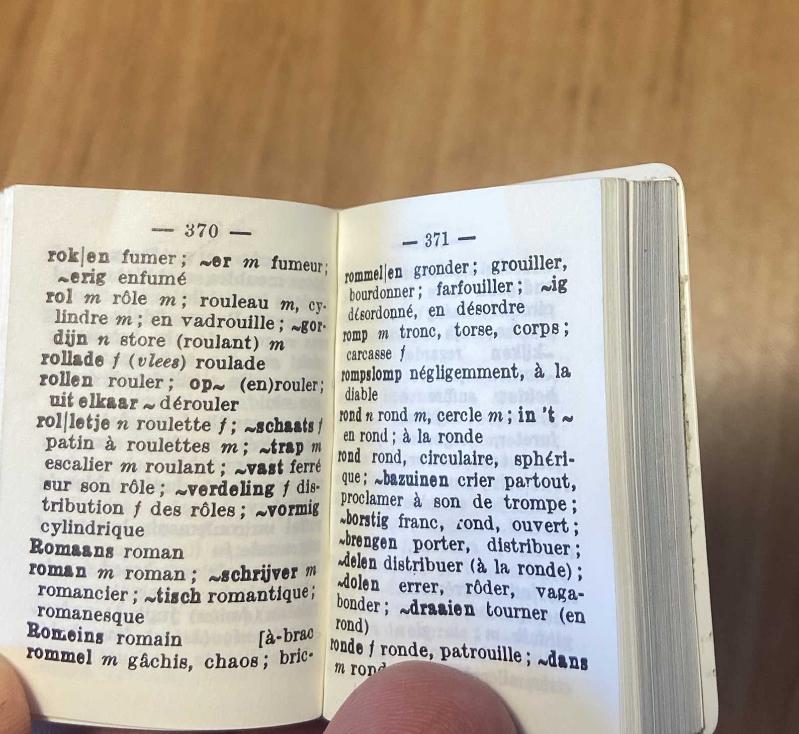 — 370 —
rok|en fumer; ~er m fumeur;
~erig enfumé
rol m rôle m; rouleau m, cy-
lindre m; en vadrouille; ~gor-
dijn n store (roulant) m
rollade f (vlees) roulade
rollen rouler; op~ (en)rouler;
uit elkaar ~ dérouler
rol|letje n roulette f; ~schaats f
patin à roulettes m; ~trap m
escalier m roulant; ~vast ferré
sur son rôle; ~verdeling f dis-
tribution f des rôles; ~vormig
cylindrique
Romaans roman
roman m roman; ~schrijver m
romancier; ~tisch romantique;
romanesque
Romeins romain [à-brac
rommel m gâchis, chaos; bric-
— 371 —
rommel|en gronder; grouiller,
bourdonner; farfouiller; ~ig
désordonné, en désordre
romp m tronc, torse, corps;
carcasse f
rompslomp négligemment, à la
diable
rond n rond m, cercle m; in 't ~
en rond; à la ronde
rond rond, circulaire, sphéri-
que; ~bazuinen crier partout,
proclamer à son de trompe;
~borstig franc, rond, ouvert;
~brengen porter, distribuer;
~delen distribuer (à la ronde);
~dolen errer, rôder, vaga-
bonder; ~draaien tourner (en
rond)
ronde f ronde, patrouille; ~dans
m rond